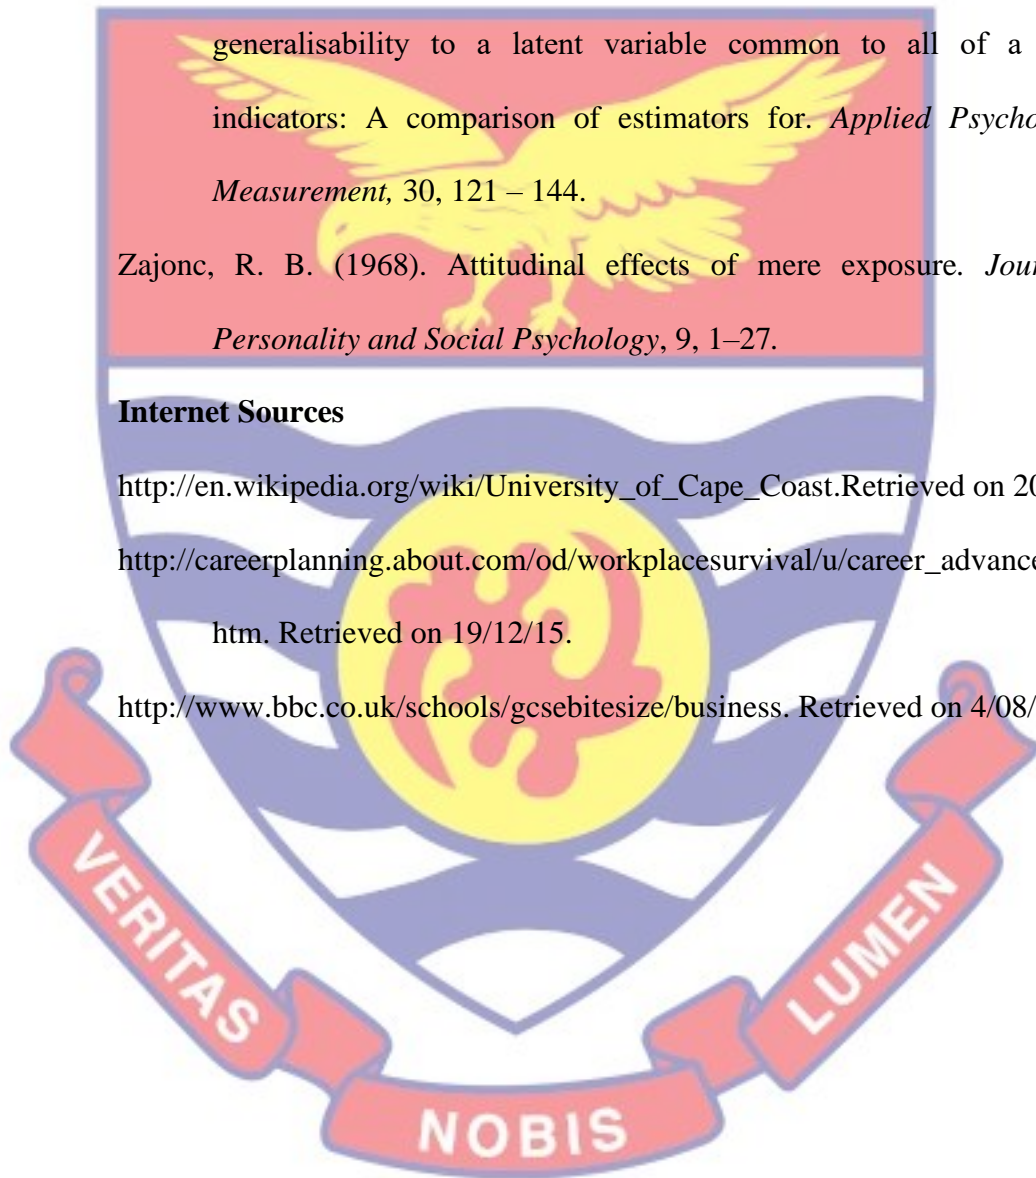 generalisability to a latent variable common to all of a
indicators: A comparison of estimators for. Applied Psycho
Measurement, 30, 121 – 144.
Zajonc, R. B. (1968). Attitudinal effects of mere exposure. Jour
Personality and Social Psychology, 9, 1–27.
Internet Sources
http://en.wikipedia.org/wiki/University_of_Cape_Coast.Retrieved on 20
http://careerplanning.about.com/od/workplacesurvival/u/career_advance
htm. Retrieved on 19/12/15.
http://www.bbc.co.uk/schools/gcsebitesize/business. Retrieved on 4/08/
VERITAS
NOBIS
LUMEN